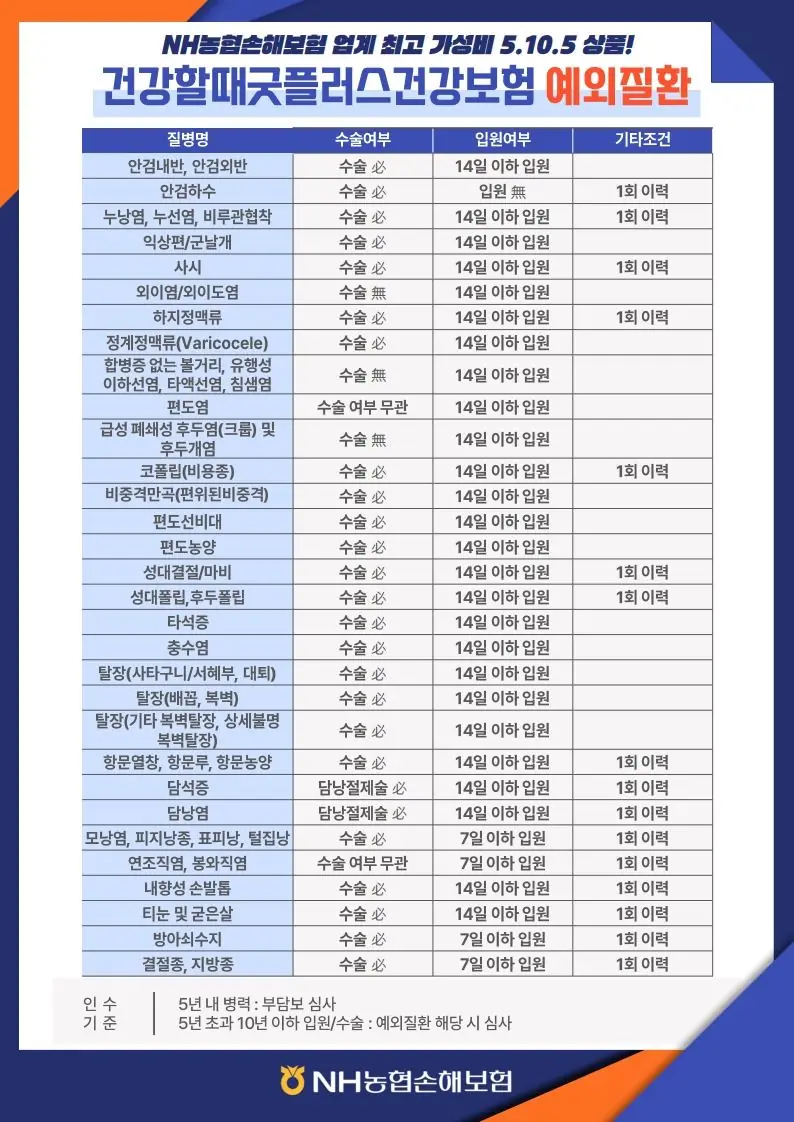 NH농협손해보험 업계 최고 가성비 5.10.5 상품!
건강할때굿플러스건강보험 예외질환
질병명 수술여부 입원여부 기타조건
안검내반, 안검외반 수술 必 14일 이하 입원
안검하수 수술 必 입원 無 1회 이력
누낭염, 누선염, 비루관협착 수술 必 14일 이하 입원 1회 이력
익상편/군날개 수술 必 14일 이하 입원
사시 수술 必 14일 이하 입원 1회 이력
외이염/외이도염 수술 無 14일 이하 입원
하지정맥류 수술 必 14일 이하 입원 1회 이력
정계정맥류(Varicocele) 수술 必 14일 이하 입원
합병증 없는 볼거리, 유행성
이하선염, 타액선염, 침샘염 수술 無 14일 이하 입원
편도염 수술 여부 무관 14일 이하 입원
급성 폐쇄성 후두염(크룹) 및
후두개염 수술 無 14일 이하 입원
코폴립(비용종) 수술 必 14일 이하 입원 1회 이력
비중격만곡(편위된비중격) 수술 必 14일 이하 입원
편도선비대 수술 必 14일 이하 입원
편도농양 수술 必 14일 이하 입원
성대결절/마비 수술 必 14일 이하 입원 1회 이력
성대폴립,후두폴립 수술 必 14일 이하 입원 1회 이력
타석증 수술 必 14일 이하 입원
충수염 수술 必 14일 이하 입원
탈장(사타구니/서혜부, 대퇴) 수술 必 14일 이하 입원
탈장(배꼽, 복벽) 수술 必 14일 이하 입원
탈장(기타 복벽탈장, 상세불명
복벽탈장) 수술 必 14일 이하 입원
항문열창, 항문루, 항문농양 수술 必 14일 이하 입원 1회 이력
담석증 담낭절제술 必 14일 이하 입원 1회 이력
담낭염 담낭절제술 必 14일 이하 입원 1회 이력
모낭염, 피지낭종, 표피낭, 털집낭 수술 必 7일 이하 입원 1회 이력
연조직염, 봉와직염 수술 여부 무관 7일 이하 입원 1회 이력
내향성 손발톱 수술 必 14일 이하 입원 1회 이력
티눈 및 굳은살 수술 必 14일 이하 입원 1회 이력
방아쇠수지 수술 必 7일 이하 입원 1회 이력
결절종, 지방종 수술 必 7일 이하 입원 1회 이력
인 수 5년 내 병력 : 부담보 심사
기 준 5년 초과 10년 이하 입원/수술 : 예외질환 해당 시 심사
NH농협손해보험